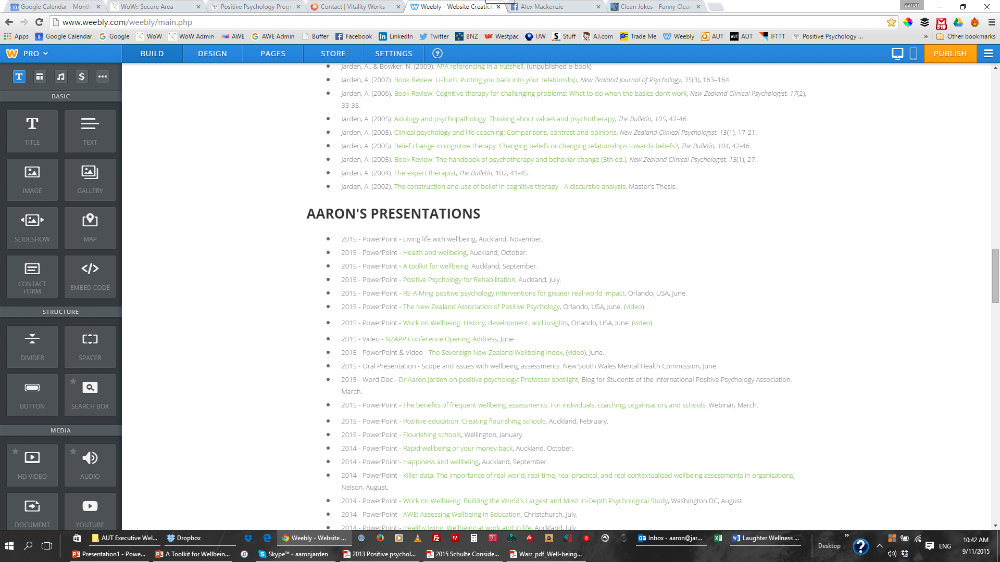 Google Calendar - Month
WoW:: Secure Area
Positive Psychology Progr
Contact | Vitality Works
Weebly - Website Creation
Alex Mackenzie
Clean Jokes - Funny Clean
aaron
www.weebly.com/weebly/main.php
Apps Google Calendar Google WoW WoW Admin AWE AWE Admin Buffer Facebook LinkedIn Twitter BNZ Westpac IJW Stuff AJ.com Trade Me Weebly AUT AUT IFTTT Positive Psychology ... » Other bookmarks
PRO BUILD DESIGN PAGES STORE SETTINGS ? PUBLISH
BASIC
TITLE TEXT
IMAGE GALLERY
SLIDESHOW MAP
CONTACT FORM EMBED CODE
STRUCTURE
DIVIDER SPACER
BUTTON SEARCH BOX
MEDIA
HD VIDEO AUDIO
DOCUMENT YOUTUBE
Jarden, A., & Bowker, N. (2009). APA referencing in a nutshell. (unpublished e-book)
Jarden, A. (2007). Book Review: U-Turn: Putting you back into your relationship, New Zealand Journal of Psychology, 35(3), 163–164.
Jarden, A. (2006). Book Review: Cognitive therapy for challenging problems: What to do when the basics don't work, New Zealand Clinical Psychologist, 17(2),
33-35.
Jarden, A. (2005). Axiology and psychopathology: Thinking about values and psychotherapy, The Bulletin, 105, 42-46.
Jarden, A. (2005). Clinical psychology and life coaching: Comparisons, contrast and opinions, New Zealand Clinical Psychologist, 15(1), 17-21.
Jarden, A. (2005). Belief change in cognitive therapy: Changing beliefs or changing relationships towards beliefs?, The Bulletin, 104, 42-46.
Jarden, A. (2005). Book Review: The handbook of psychotherapy and behavior change (5th ed.), New Zealand Clinical Psychologist, 15(1), 27.
Jarden, A. (2004). The expert therapist, The Bulletin, 102, 41-45.
Jarden, A. (2002). The construction and use of belief in cognitive therapy - A discursive analysis. Master's Thesis.
AARON'S PRESENTATIONS
2015 - PowerPoint - Living life with wellbeing, Auckland, November.
2015 - PowerPoint - Health and wellbeing, Auckland, October.
2015 - PowerPoint - A toolkit for wellbeing, Auckland, September.
2015 - PowerPoint - Positive Psychology for Rehabilitation, Auckland, July.
2015 - PowerPoint - RE-AIMing positive psychology interventions for greater real-world impact, Orlando, USA, June.
2015 - PowerPoint - The New Zealand Association of Positive Psychology, Orlando, USA, June. (video)
2015 - PowerPoint - Work on Wellbeing: History, development, and insights, Orlando, USA, June. (video)
2015 - Video - NZAPP Conference Opening Address, June.
2015 - PowerPoint & Video - The Sovereign New Zealand Wellbeing Index, (video), June.
2015 - Oral Presentation - Scope and issues with wellbeing assessments. New South Wales Mental Health Commission, June.
2015 - Word Doc - Dr Aaron Jarden on positive psychology: Professor spotlight, Blog for Students of the International Positive Psychology Association,
March.
2015 - PowerPoint - The benefits of frequent wellbeing assessments: For individuals, coaching, organisation, and schools, Webinar, March.
2015 - PowerPoint - Positive education: Creating flourishing schools, Auckland, February.
2015 - PowerPoint - Flourishing schools, Wellington, January.
2014 - PowerPoint - Rapid wellbeing or your money back, Auckland, October.
2014 - PowerPoint - Happiness and wellbeing, Auckland, September.
2014 - PowerPoint - Killer data: The importance of real-world, real-time, real-practical, and real-contextualised wellbeing assessments in organisations,
Nelson, August.
2014 - PowerPoint - Work on Wellbeing: Building the World's Largest and Most In-Depth Psychological Study, Washington DC, August.
2014 - PowerPoint - AWE: Assessing Wellbeing in Education, Christchurch, July.
2014 - PowerPoint - Healthy living: Wellbeing at work and in life, Auckland, July.
AUT Executive Wel... Dropbox Weebly - Website ... Inbox - aaron@jar... Laughter Wellness ... »
Presentation1 - Powe... A Toolkit for Wellbein... Skype™ - aaronjarden 2013 Positive psychol... 2015 Schulte Conside... Warr_pdf_Well-being...
Desktop ENG
10:42 AM
9/11/2015